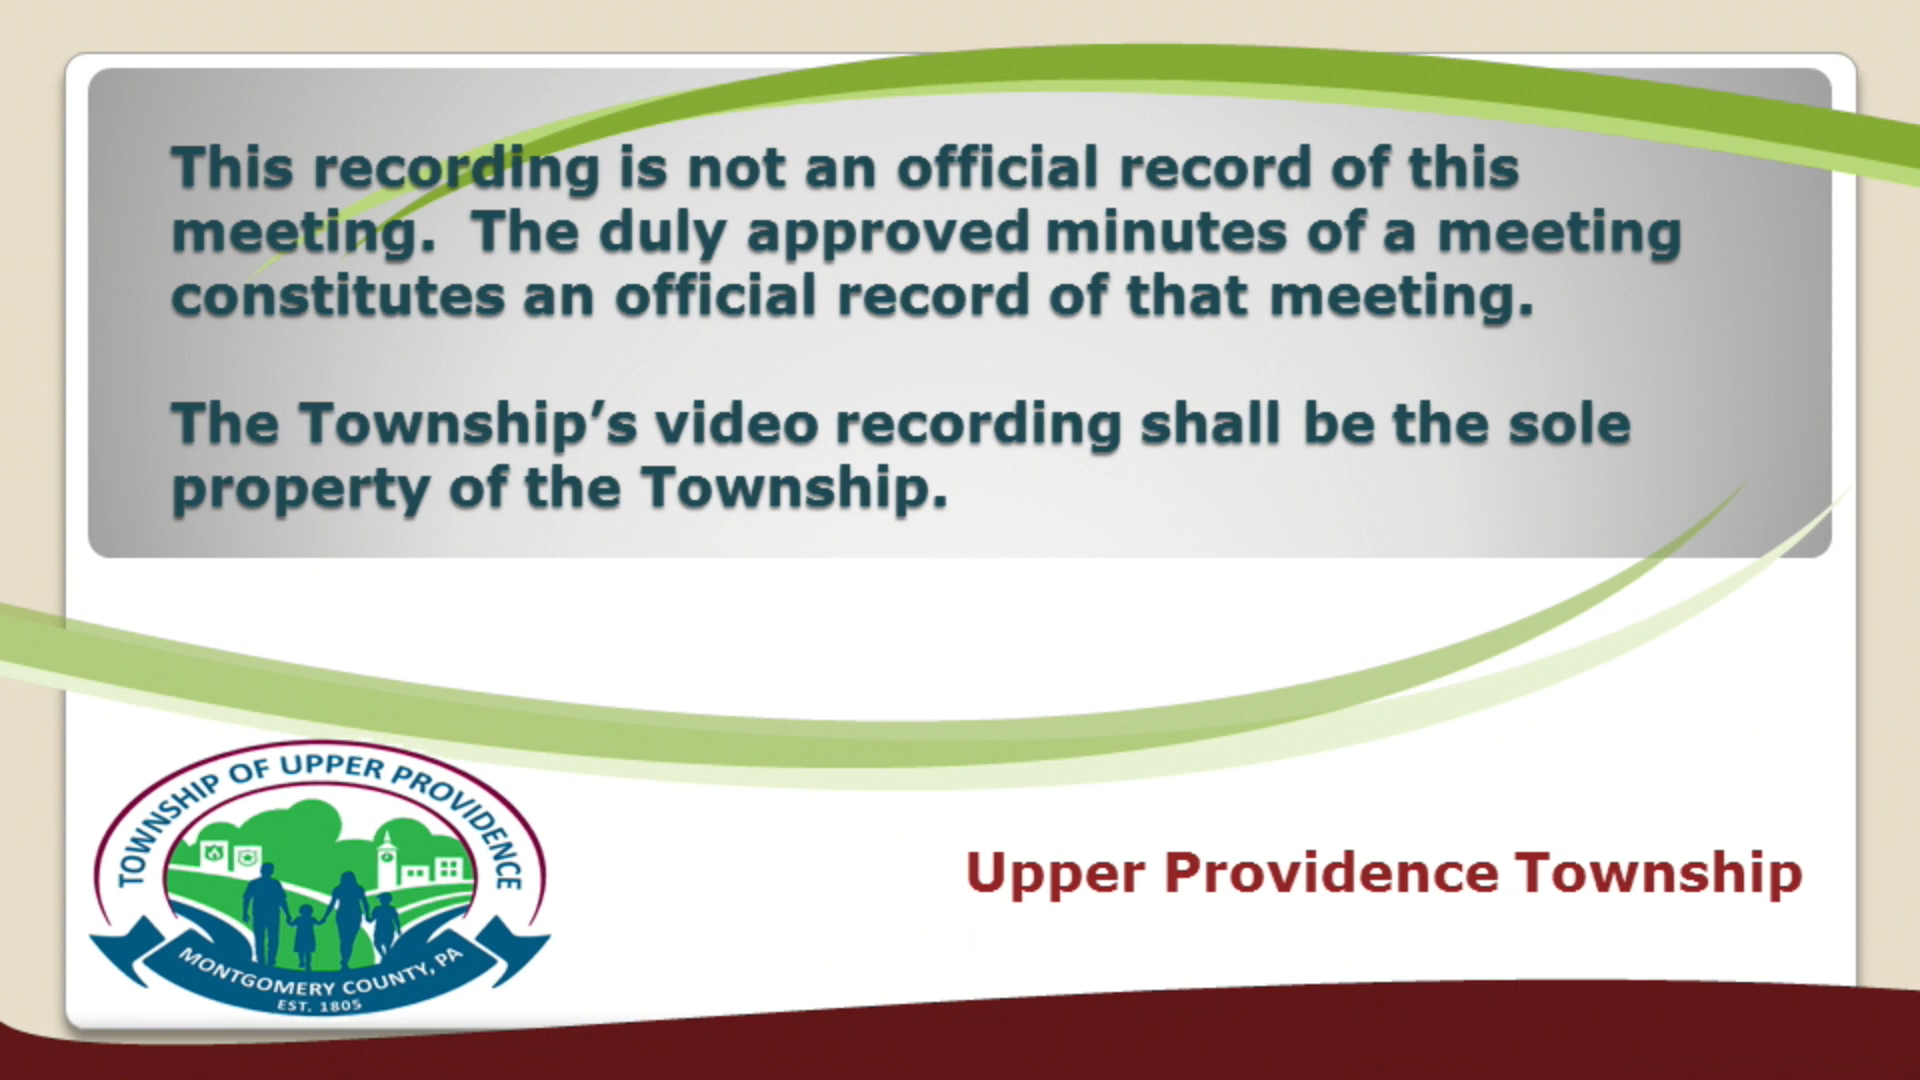 This recording is not an official record of this
meeting. The duly approved minutes of a meeting
constitutes an official record of that meeting.
The Township’s video recording shall be the sole
property of the Township.
TOWNSHIP OF UPPER PROVIDENCE
MONTGOMERY COUNTY, PA
EST. 1805
Upper Providence Township